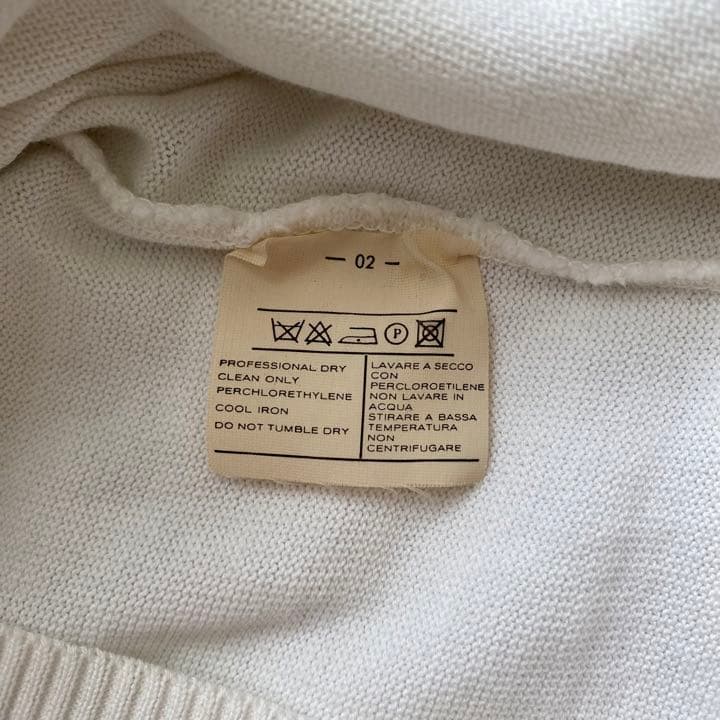 — 02 —
P
PROFESSIONAL DRY
CLEAN ONLY
PERCHLORETHYLENE
COOL IRON
DO NOT TUMBLE DRY
LAVARE A SECCO
CON
PERCLOROETILENE
NON LAVARE IN
ACQUA
STIRARE A BASSA
TEMPERATURA
NON
CENTRIFUGARE